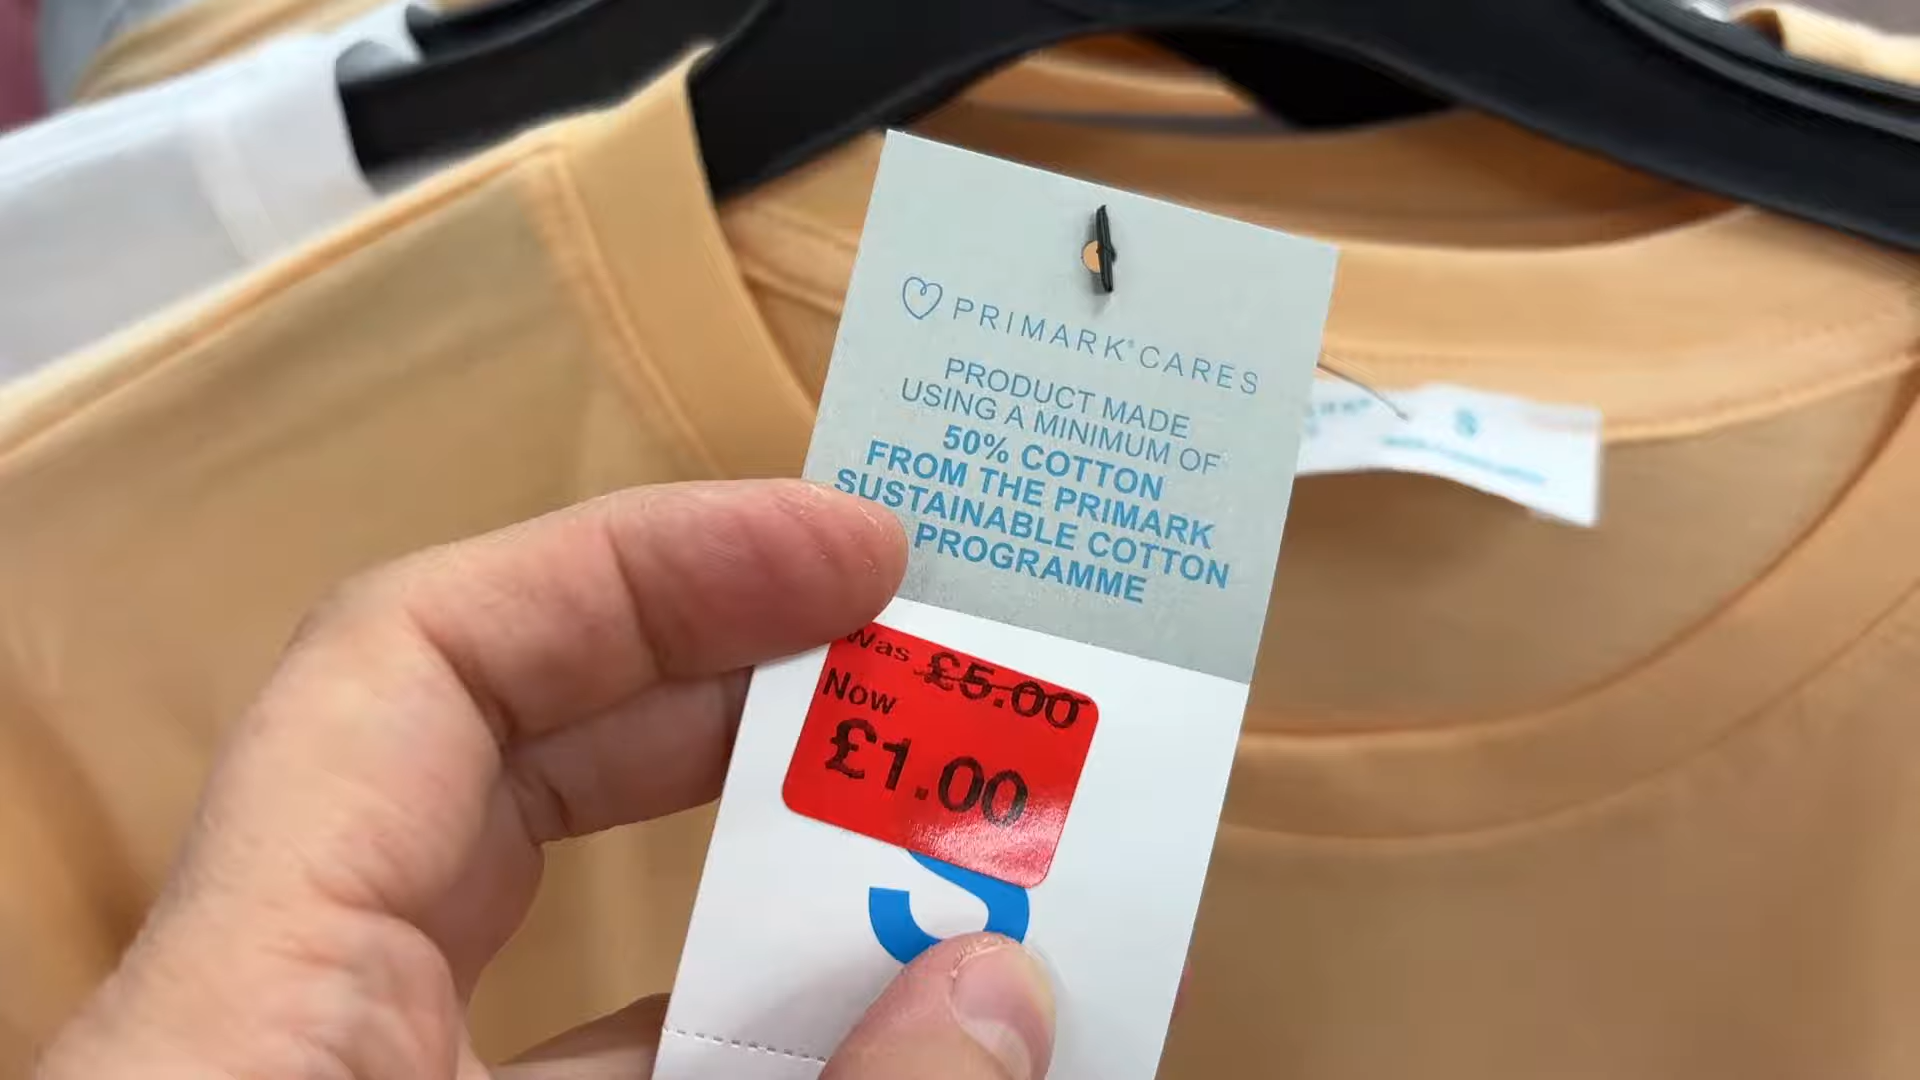 PRIMARK® CARES
PRODUCT MADE
USING A MINIMUM OF
50% COTTON
FROM THE PRIMARK
SUSTAINABLE COTTON
PROGRAMME
Was £5.00
Now
£1.00
S